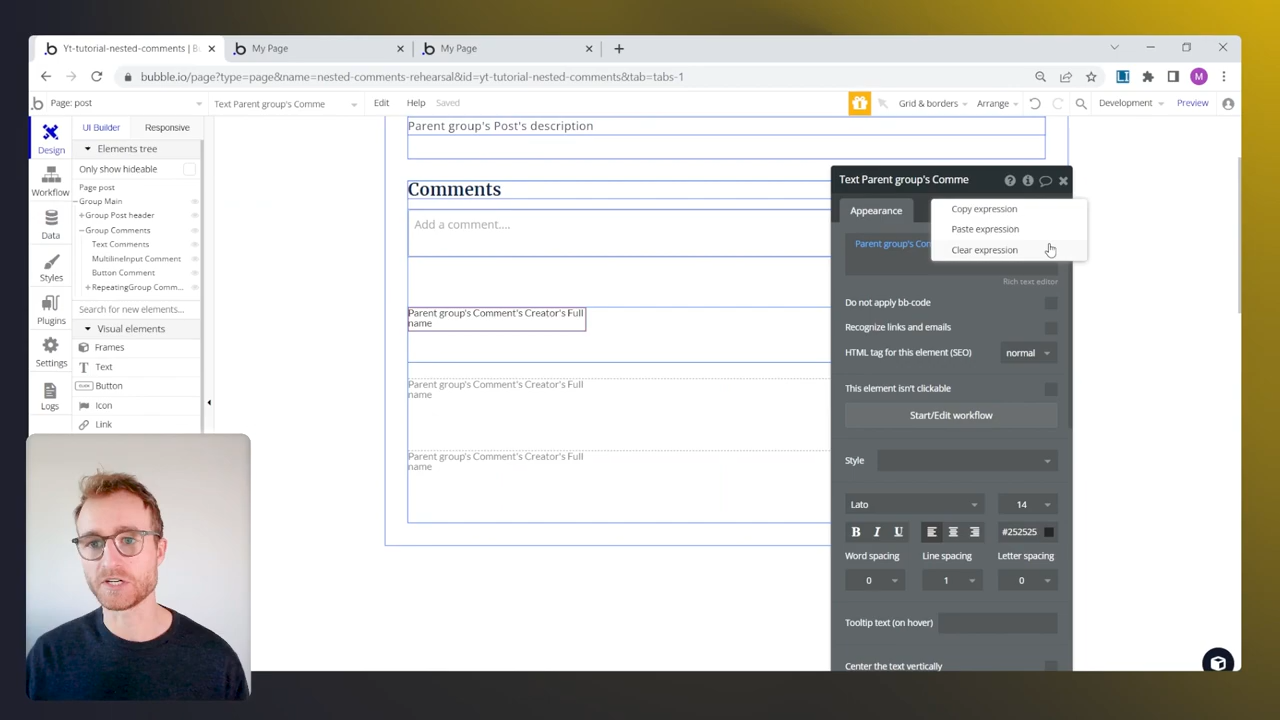 Yt-tutorial-nested-comments | B
My Page
My Page
bubble.io/page?type=page&name=nested-comments-rehearsal&id=yt-tutorial-nested-comments&tab=tabs-1
M
Page: post
Text Parent group's Comme
Edit
Help
Saved
Grid & borders
Arrange
Development
Preview
Design
Workflow
Data
Styles
Plugins
Settings
Logs
UI Builder
Responsive
Elements tree
Only show hideable
Page post
Group Main
Group Post header
Group Comments
Text Comments
MultilineInput Comment
Button Comment
RepeatingGroup Comm...
Search for new elements...
Visual elements
Frames
Text
CLICK
Button
Icon
Link
Parent group's Post's description
Comments
Add a comment....
Parent group's Comment's Creator's Full
name
Parent group's Comment's Creator's Full
name
Parent group's Comment's Creator's Full
name
Text Parent group's Comme
Appearance
Copy expression
Paste expression
Clear expression
Parent group's Con
Rich text editor
Do not apply bb-code
Recognize links and emails
HTML tag for this element (SEO)
normal
This element isn't clickable
Start/Edit workflow
Style
Lato
14
B
I
U
#252525
Word spacing
Line spacing
Letter spacing
0
1
0
Tooltip text (on hover)
Center the text vertically